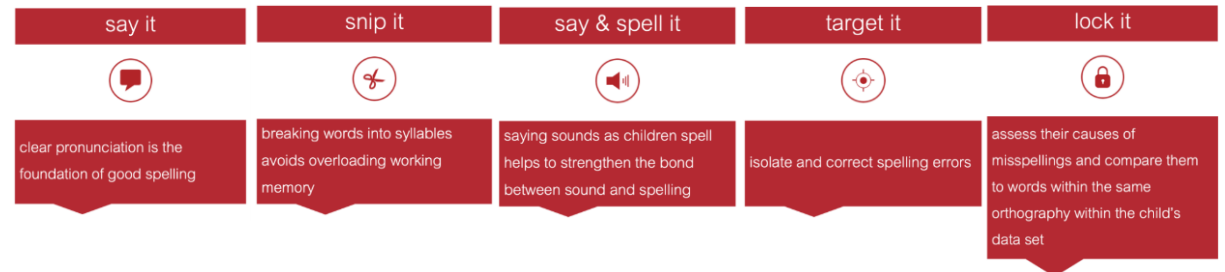 say it
snip it
say & spell it
target it
lock it
clear pronunciation is the
foundation of good spelling
breaking words into syllables
avoids overloading working
memory
saying sounds as children spell
helps to strengthen the bond
between sound and spelling
isolate and correct spelling errors
assess their causes of
misspellings and compare them
to words within the same
orthography within the child's
data set